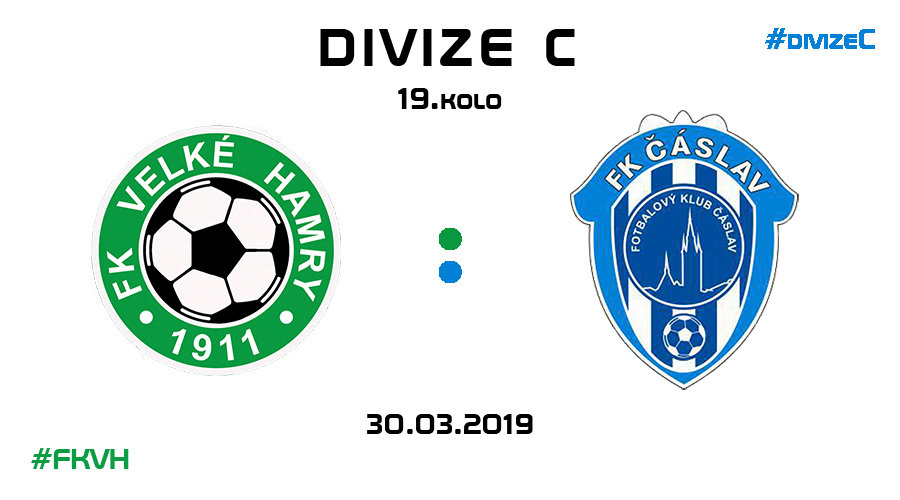 DIVIZE C
#DIVIZEC
19.KOLO
FK VELKÉ HAMRY
1911
FK ČÁSLAV
FOTBALOVÝ KLUB ČÁSLAV
30.03.2019
#FKVH